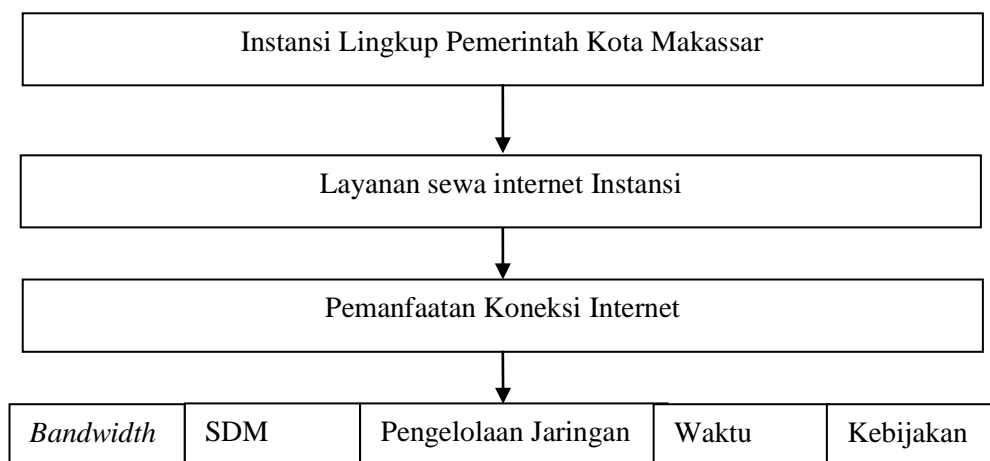 Instansi Lingkup Pemerintah Kota Makassar
Layanan sewa internet Instansi
Pemanfaatan Koneksi Internet
Bandwidth SDM Pengelolaan Jaringan Waktu Kebijakan